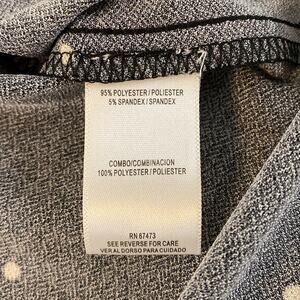 95% POLYESTER / POLIESTER
5% SPANDEX / SPANDEX
COMBO/COMBINACION
100% POLYESTER / POLIESTER
RN 67473
SEE REVERSE FOR CARE
VER AL DORSO PARA CUIDADO